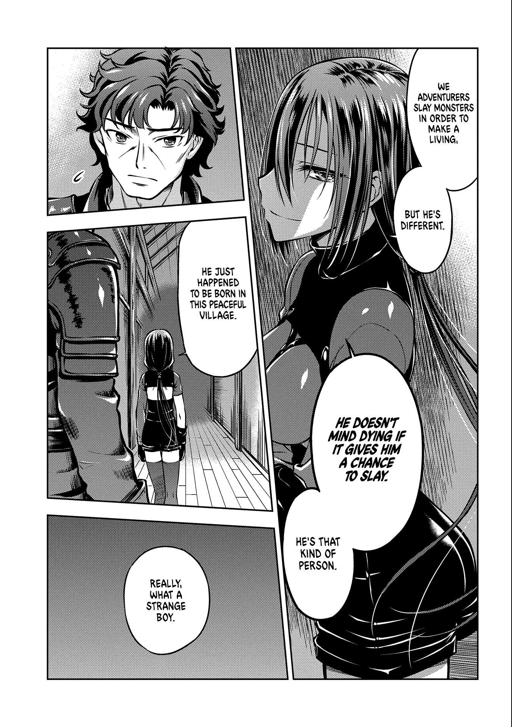 WE
ADVENTURERS
SLAY MONSTERS
IN ORDER TO
MAKE A
LIVING.
BUT HE'S
DIFFERENT.
HE DOESN'T
MIND DYING IF
IT GIVES HIM
A CHANCE
TO SLAY.
HE'S THAT
KIND OF
PERSON.
HE JUST
HAPPENED
TO BE BORN IN
THIS PEACEFUL
VILLAGE.
REALLY,
WHAT A
STRANGE
BOY.